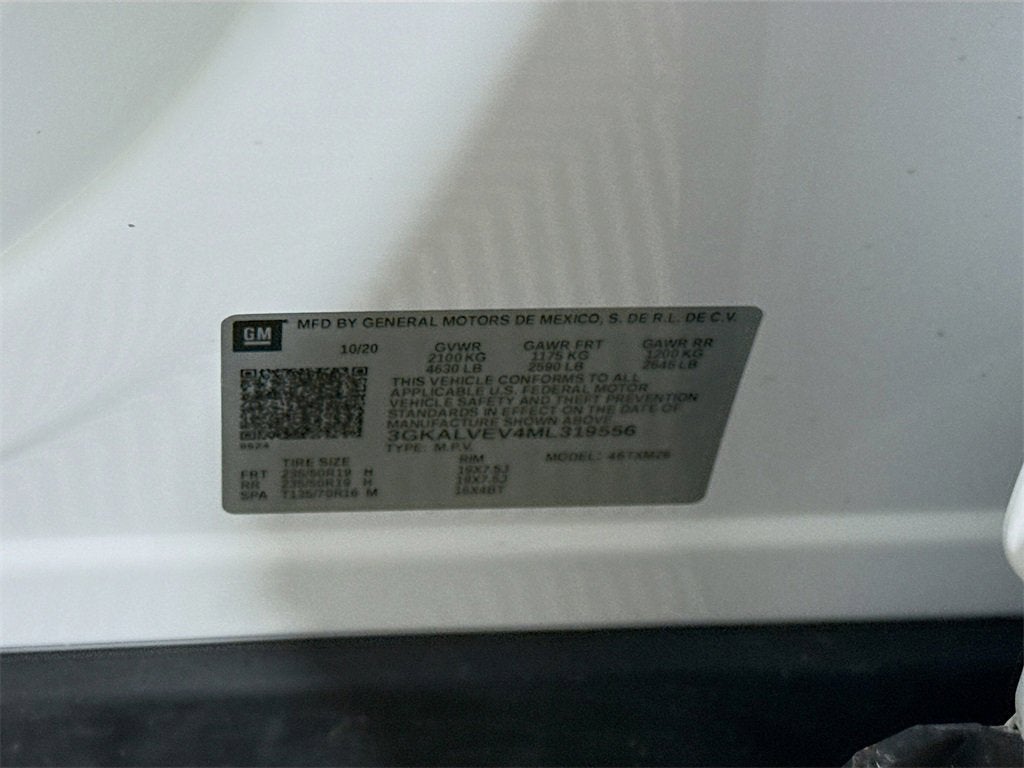 GM
MFD BY GENERAL MOTORS DE MEXICO, S. DE R.L. DE C.V.
10/20 GVWR GAWR FRT GAWR RR
2100 KG 1175 KG 1200 KG
4630 LB 2590 LB 2646 LB
THIS VEHICLE CONFORMS TO ALL
APPLICABLE U.S. FEDERAL MOTOR
VEHICLE SAFETY AND THEFT PREVENTION
STANDARDS IN EFFECT ON THE DATE OF
MANUFACTURE SHOWN ABOVE.
3GKALVEV4ML319556
TYPE: M.P.V. MODEL:
TIRE SIZE RIM
FRT 235/50R19 H 19X7.5J
RR 235/50R19 H 19X7.5J
SPA T135/70R16 M 16X4BT